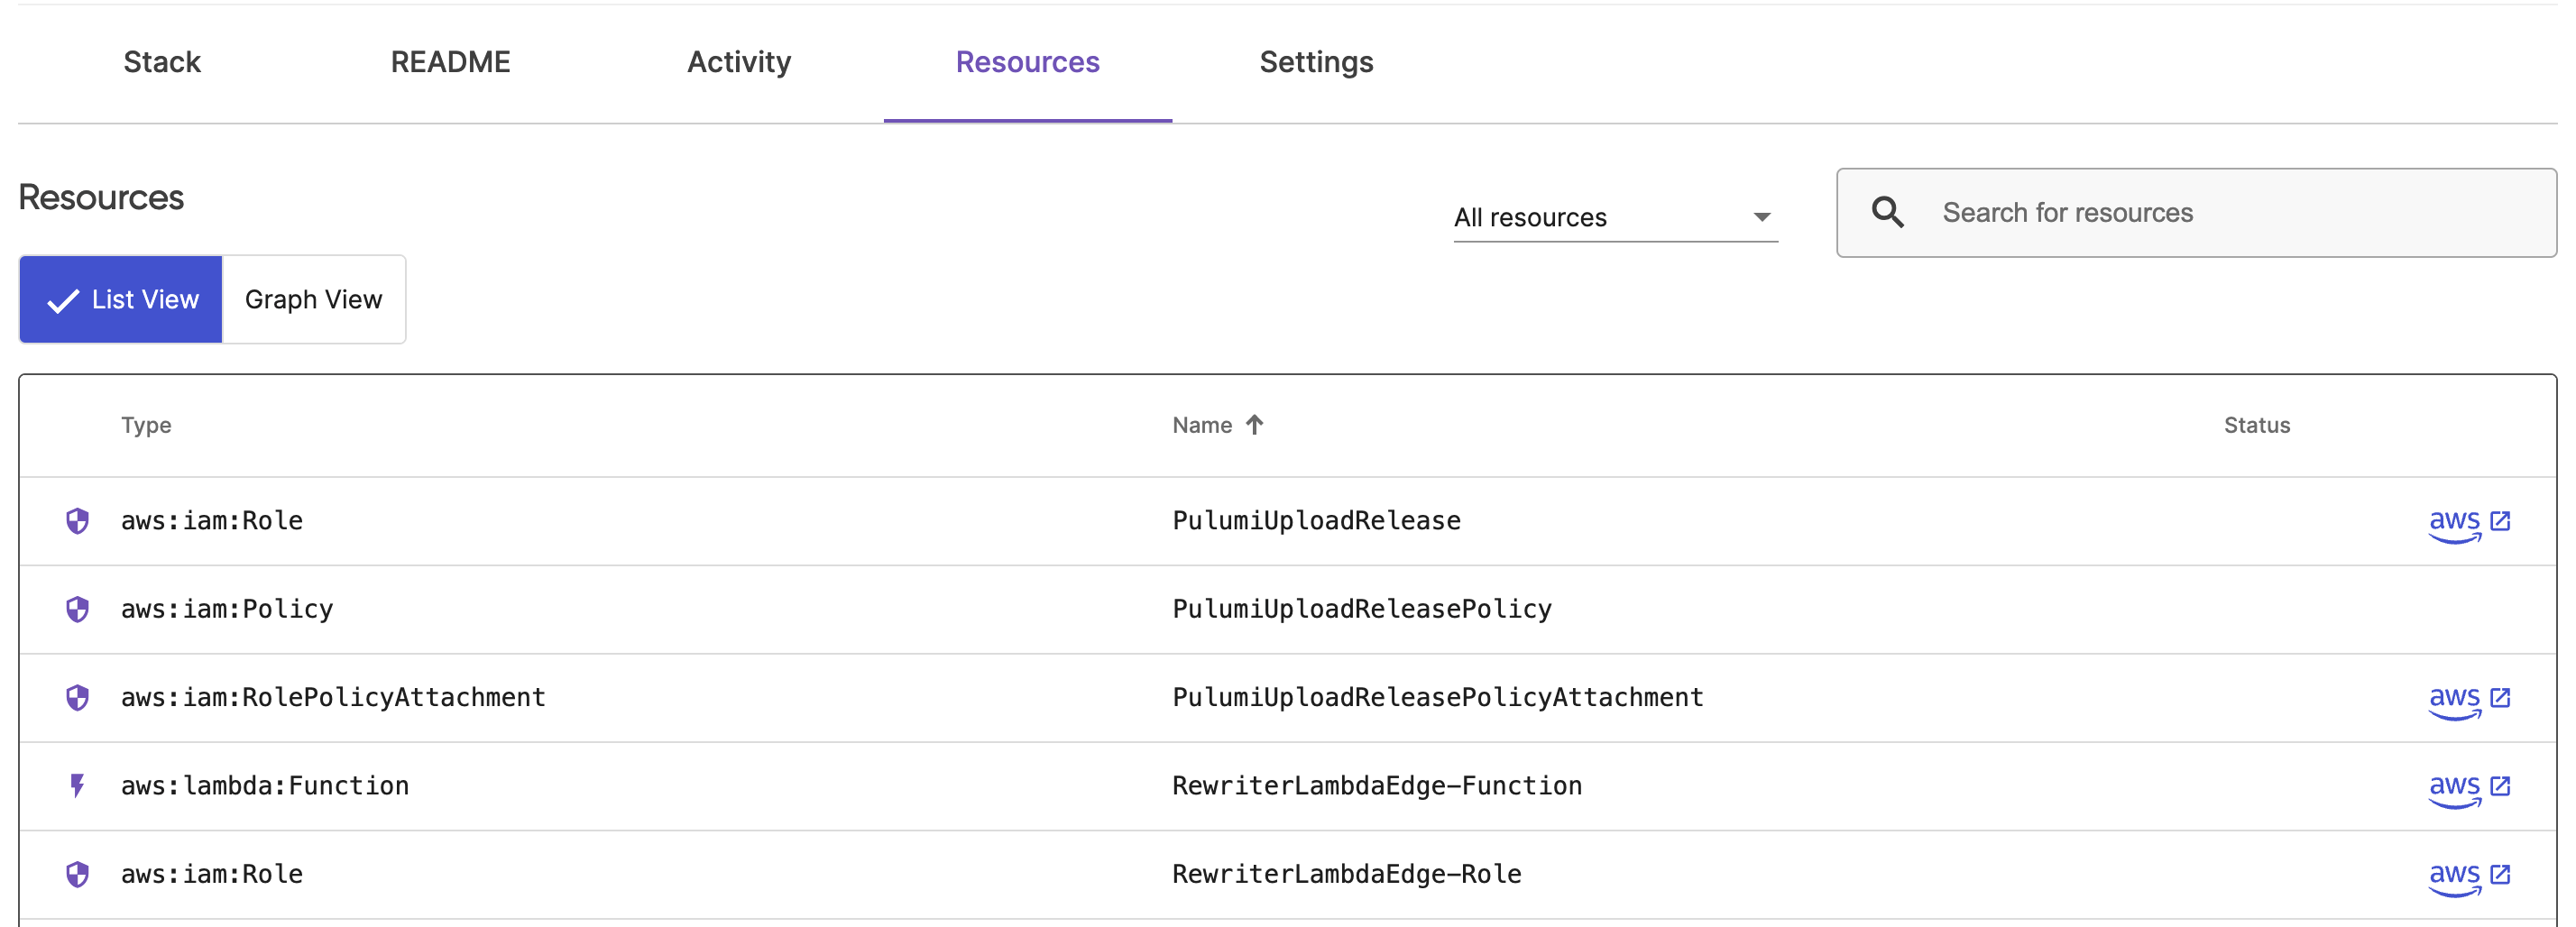 Stack README Activity Resources Settings
Resources
All resources
Search for resources
List View Graph View
Type Name Status
aws:iam:Role PulumiUploadRelease aws
aws:iam:Policy PulumiUploadReleasePolicy
aws:iam:RolePolicyAttachment PulumiUploadReleasePolicyAttachment aws
aws:lambda:Function RewriterLambdaEdge-Function aws
aws:iam:Role RewriterLambdaEdge-Role aws